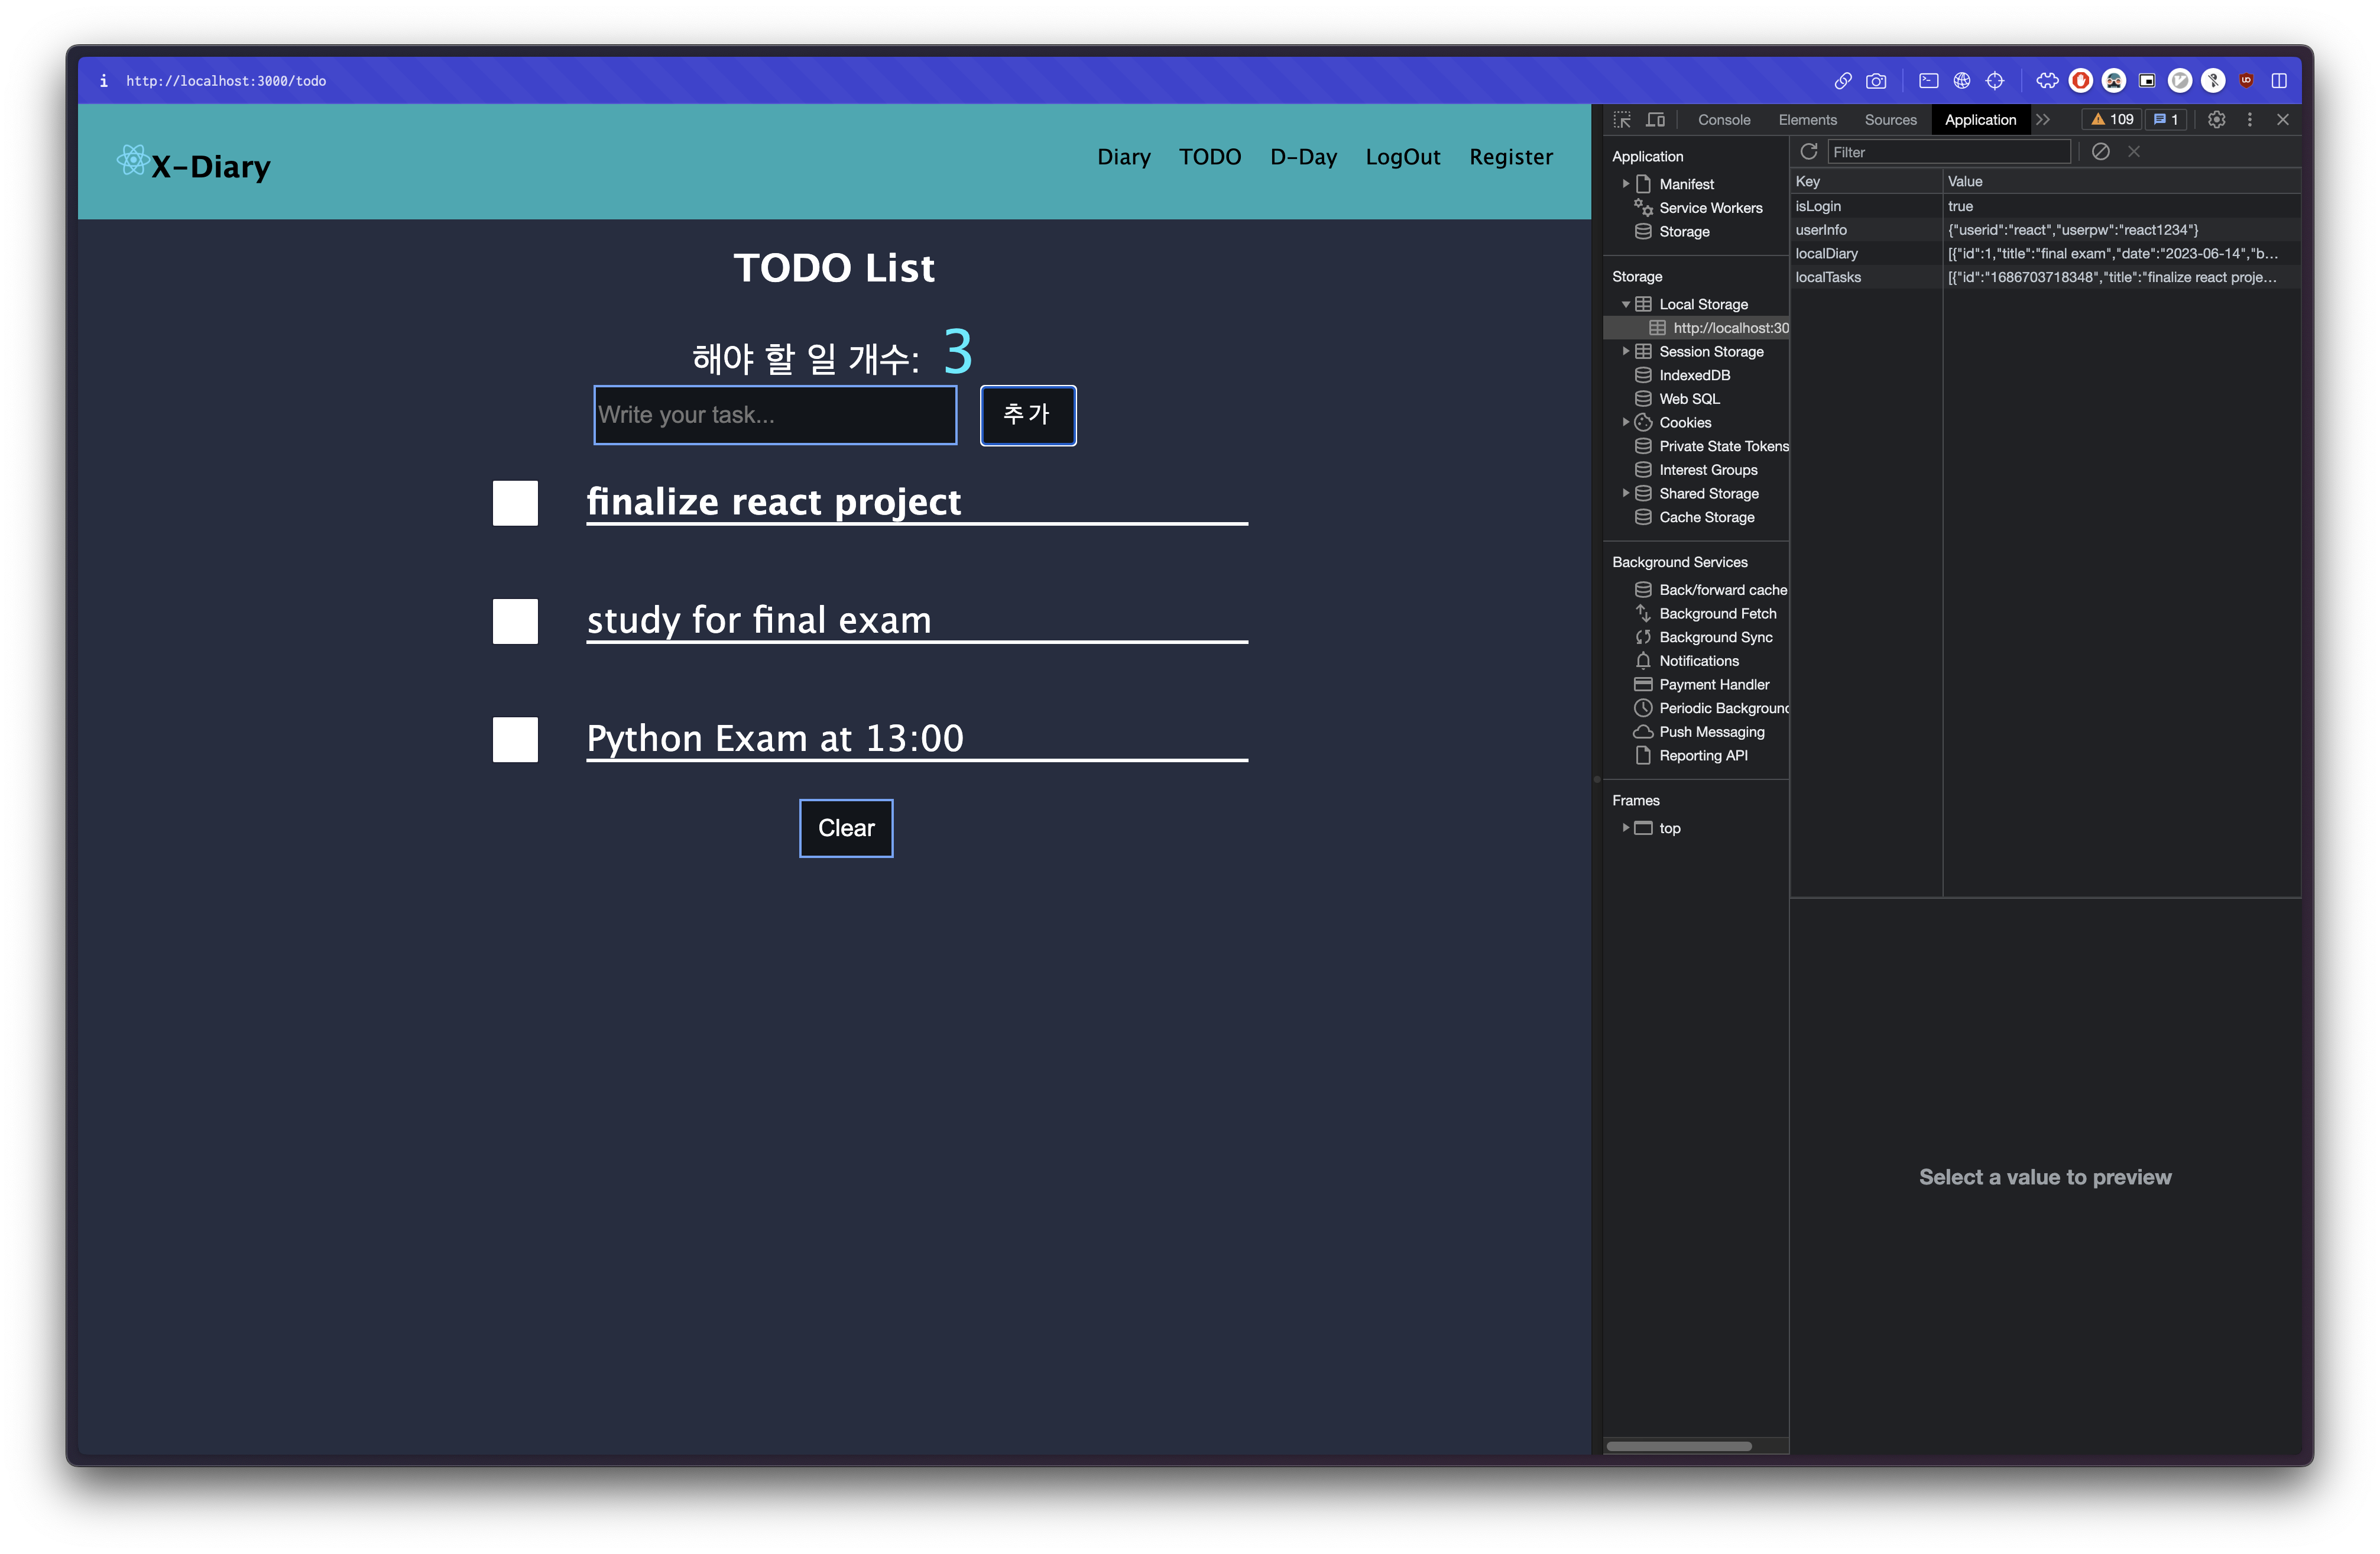 http://localhost:3000/todo
X-Diary
Diary TODO D-Day LogOut Register
TODO List
해야 할 일 개수: 3
Write your task...
추가
finalize react project
study for final exam
Python Exam at 13:00
Clear
Console Elements Sources Application 109 1
Application
Manifest
Service Workers
Storage
Storage
Local Storage
http://localhost:30
Session Storage
IndexedDB
Web SQL
Cookies
Private State Tokens
Interest Groups
Shared Storage
Cache Storage
Background Services
Back/forward cache
Background Fetch
Background Sync
Notifications
Payment Handler
Periodic Background
Push Messaging
Reporting API
Frames
top
Filter
Key Value
isLogin true
userInfo {"userid":"react","userpw":"react1234"}
localDiary [{"id":1,"title":"final exam","date":"2023-06-14","b…
localTasks [{"id":"1686703718348","title":"finalize react proje…
Select a value to preview